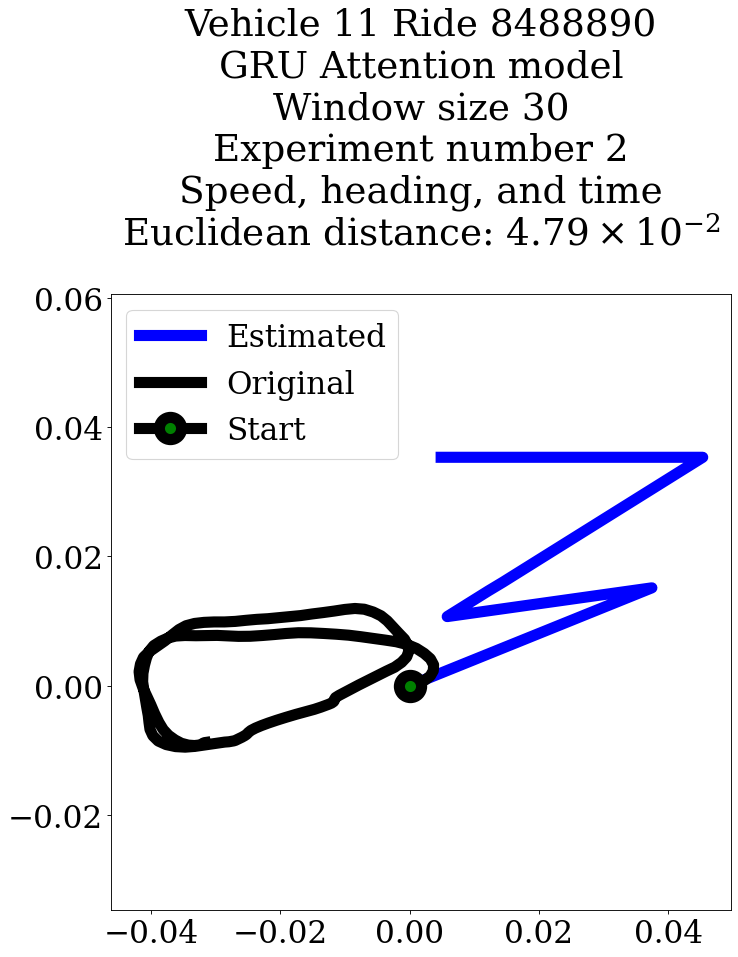 Vehicle 11 Ride 8488890
GRU Attention model
Window size 30
Experiment number 2
Speed, heading, and time
Euclidean distance: 4.79 × 10⁻²
0.06
0.04
0.02
0.00
−0.02
Estimated
Original
Start
−0.04 −0.02 0.00 0.02 0.04